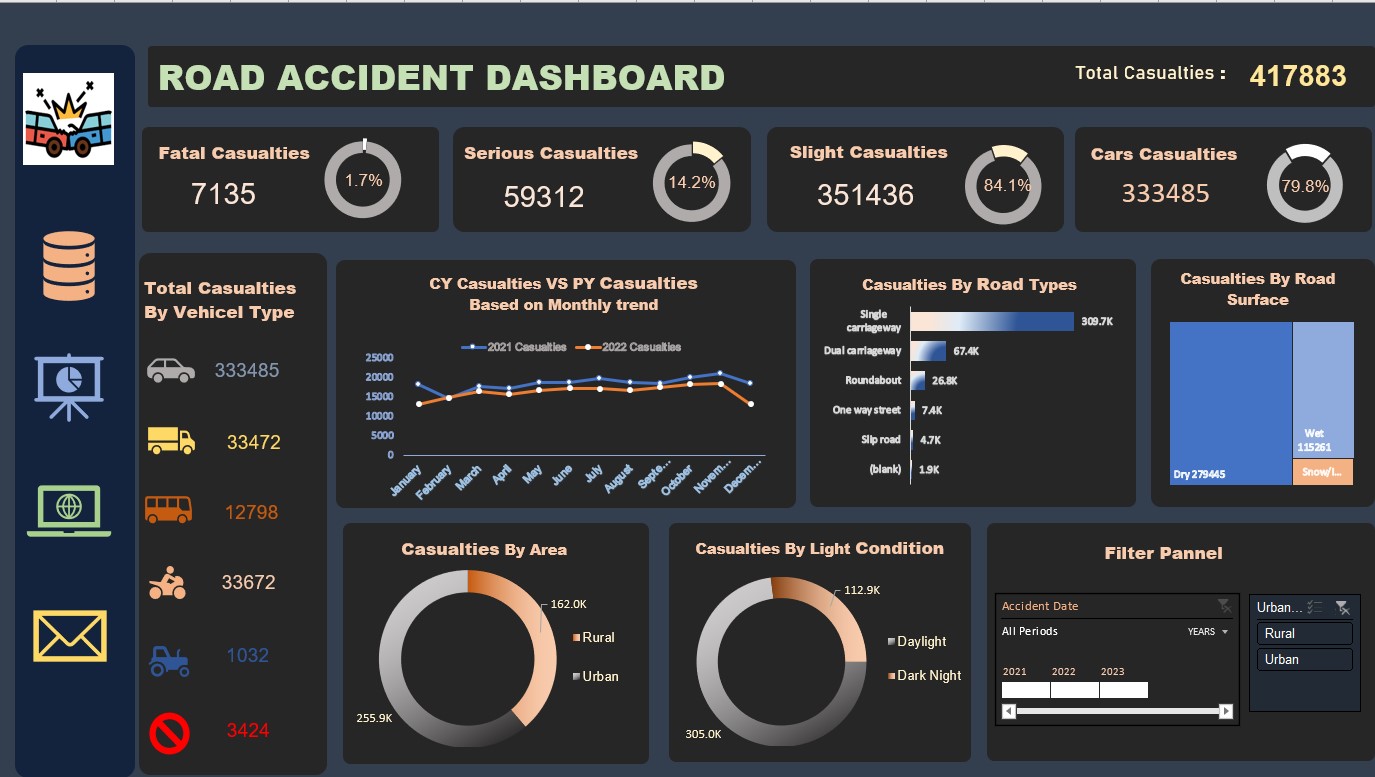 ROAD ACCIDENT DASHBOARD
Total Casualties : 417883
Fatal Casualties
7135
1.7%
Serious Casualties
59312
14.2%
Slight Casualties
351436
84.1%
Cars Casualties
333485
79.8%
Total Casualties
By Vehicel Type
333485
33472
12798
33672
1032
3424
CY Casualties VS PY Casualties
Based on Monthly trend
2021 Casualties 2022 Casualties
25000
20000
15000
10000
5000
0
January February March April May June July August Septe... October Novem... Decem...
Casualties By Road Types
Single
carriageway 309.7K
Dual carriageway 67.4K
Roundabout 26.8K
One way street 7.4K
Slip road 4.7K
(blank) 1.9K
Casualties By Road
Surface
Dry 279445
Wet
115261
Snow/I...
Casualties By Area
162.0K
Rural
Urban
255.9K
Casualties By Light Condition
112.9K
Daylight
Dark Night
305.0K
Filter Pannel
Accident Date
All Periods YEARS
2021 2022 2023
Urban...
Rural
Urban